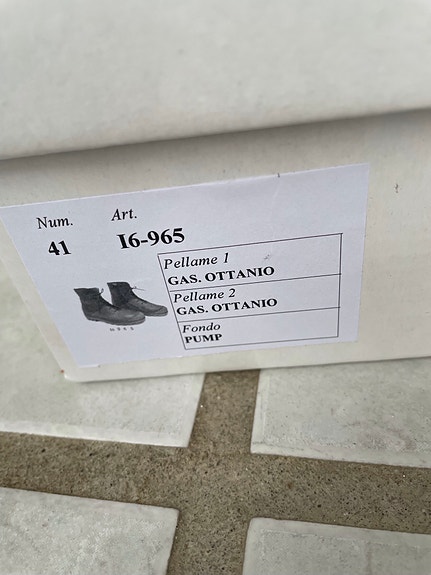 Num. Art.
41 I6-965
Pellame 1
GAS. OTTANIO
Pellame 2
GAS. OTTANIO
Fondo
PUMP